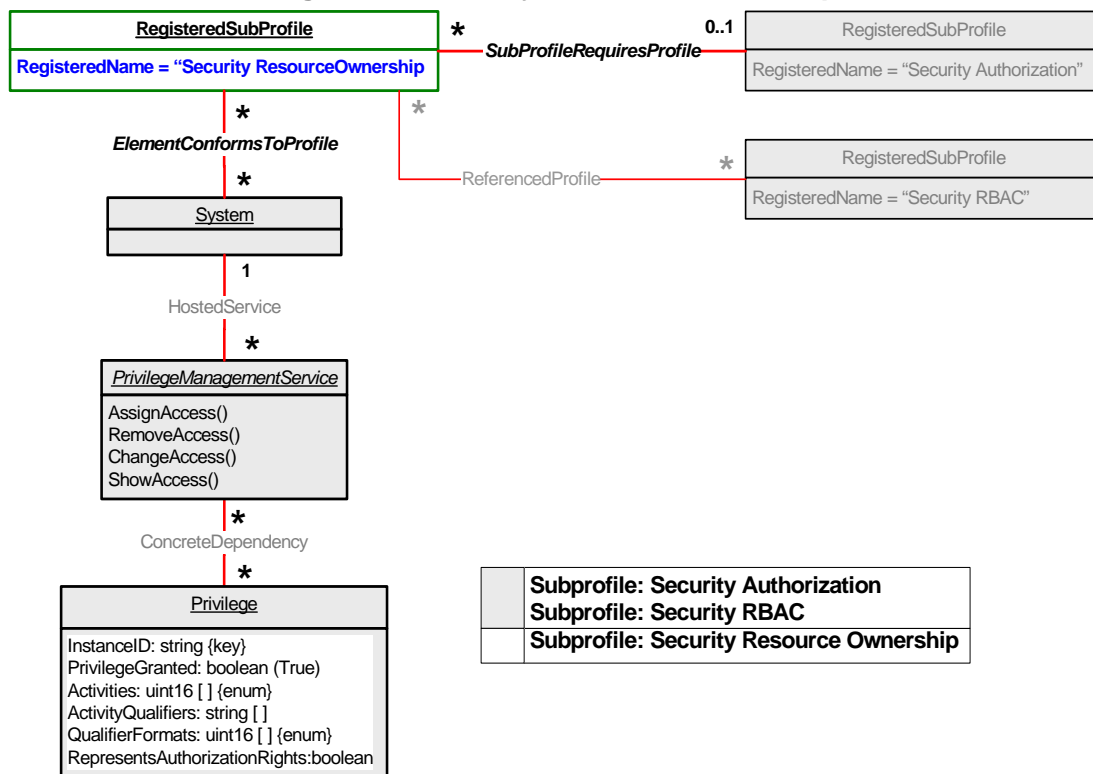 RegisteredSubProfile
RegisteredName = “Security ResourceOwnership
*
SubProfileRequiresProfile
0..1
RegisteredSubProfile
RegisteredName = “Security Authorization”
*
ElementConformsToProfile
*
*
ReferencedProfile
*
RegisteredSubProfile
RegisteredName = “Security RBAC”
System
1
HostedService
*
PrivilegeManagementService
AssignAccess()
RemoveAccess()
ChangeAccess()
ShowAccess()
*
ConcreteDependency
*
Privilege
InstanceID: string {key}
PrivilegeGranted: boolean (True)
Activities: uint16 [ ] {enum}
ActivityQualifiers: string [ ]
QualifierFormats: uint16 [ ] {enum}
RepresentsAuthorizationRights:boolean
Subprofile: Security Authorization
Subprofile: Security RBAC
Subprofile: Security Resource Ownership